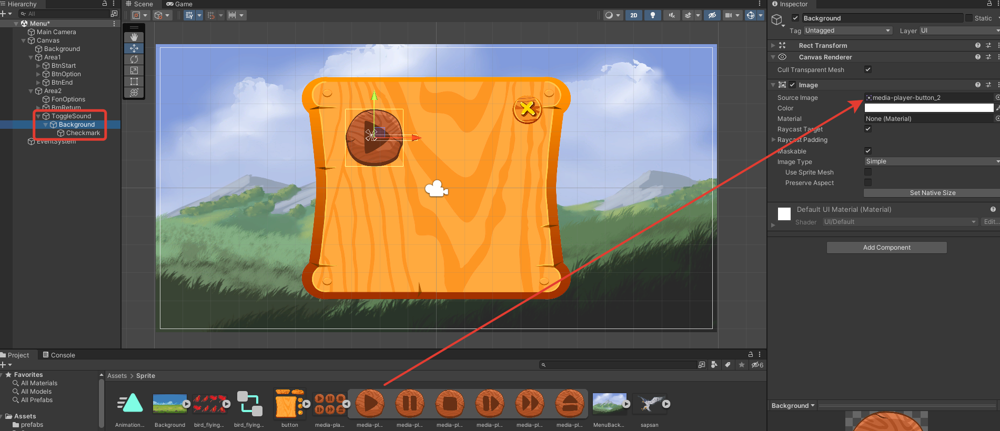 Hierarchy
Scene
Game
Inspector
All
2D
Menu*
Main Camera
Canvas
Background
Area1
BtnStart
BtnOption
BtnEnd
Area2
FonOptions
BrnReturn
ToggleSound
Background
Checkmark
EventSystem
Background
Static
Tag
Untagged
Layer
UI
Rect Transform
Canvas Renderer
Cull Transparent Mesh
Image
Source Image
media-player-button_2
Color
Material
None (Material)
Raycast Target
Raycast Padding
Maskable
Image Type
Simple
Use Sprite Mesh
Preserve Aspect
Set Native Size
Default UI Material (Material)
Shader
UI/Default
Edit...
Add Component
Background
Project
Console
6
Favorites
All Materials
All Models
All Prefabs
Assets
prefabs
Assets > Sprite
Animation...
Background
bird_flying...
bird_flying...
button
media-pla...
media-pl...
media-pl...
media-pl...
media-pl...
media-pl...
media-pl...
MenuBack...
sapsan